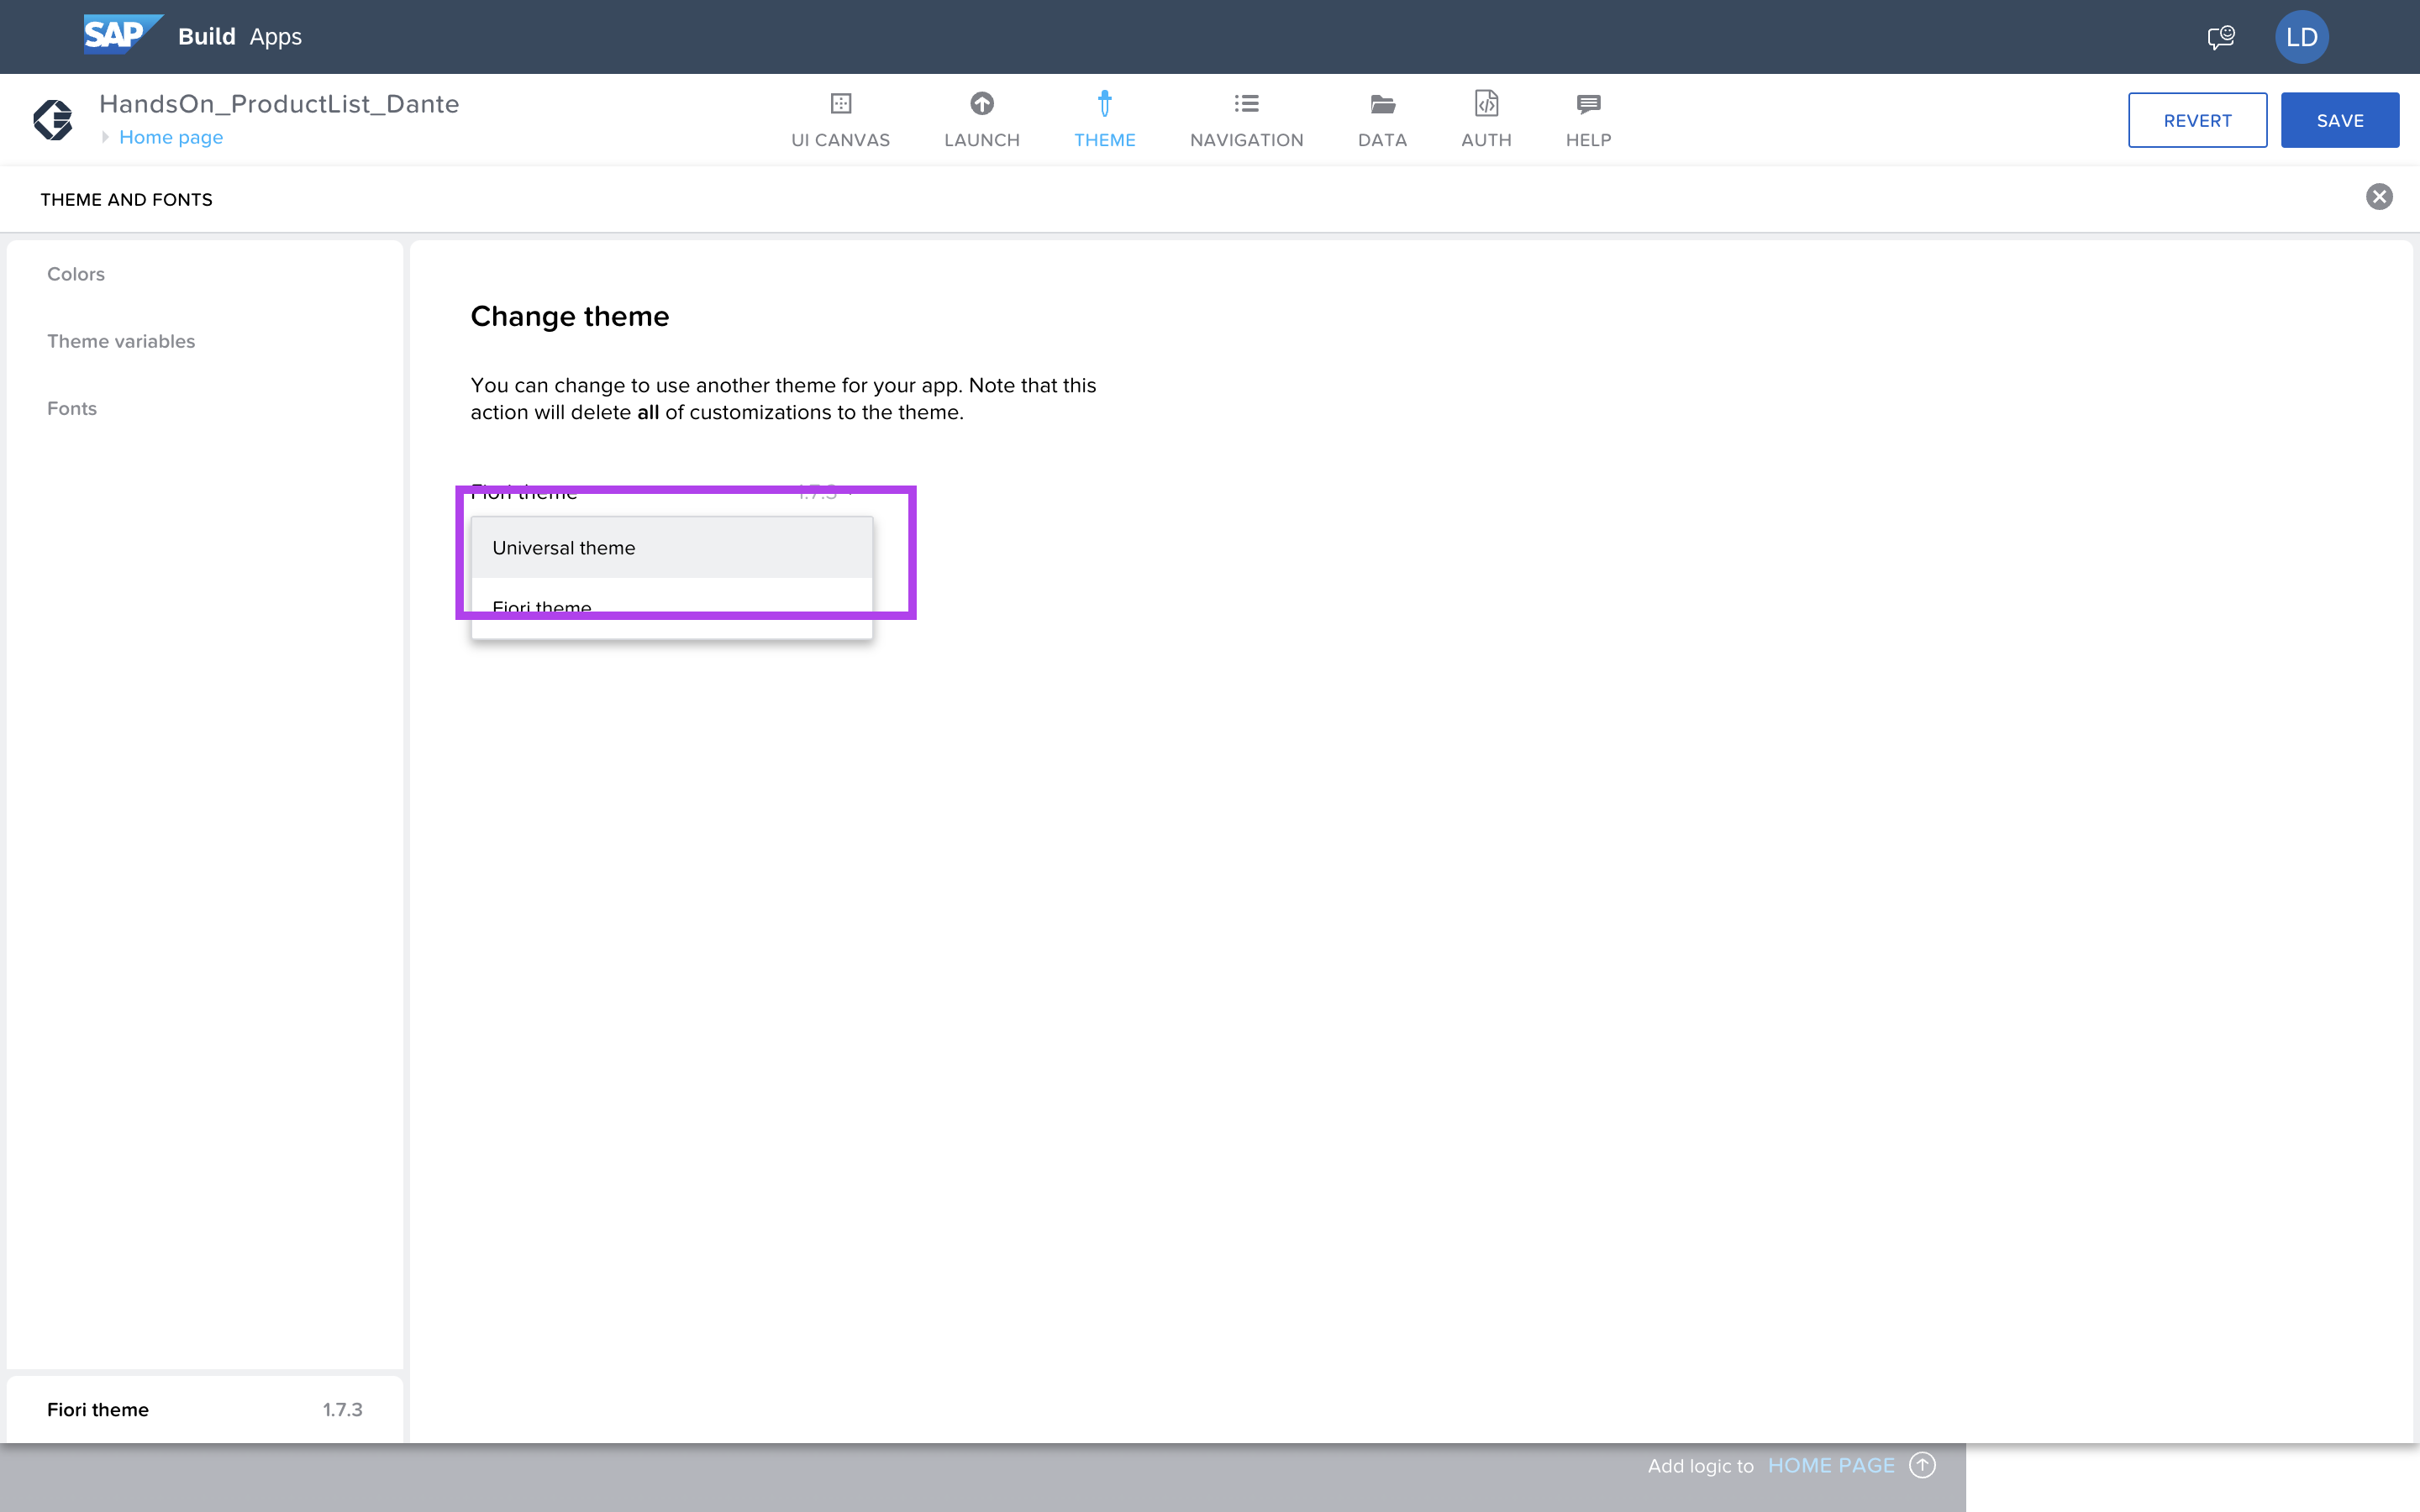 SAP Build Apps
LD
HandsOn_ProductList_Dante
Home page
UI CANVAS
LAUNCH
THEME
NAVIGATION
DATA
AUTH
HELP
REVERT
SAVE
THEME AND FONTS
Colors
Theme variables
Fonts
Change theme
You can change to use another theme for your app. Note that this
action will delete all of customizations to the theme.
Fiori theme 1.7.3
Universal theme
Fiori theme
Fiori theme 1.7.3
Add logic to HOME PAGE